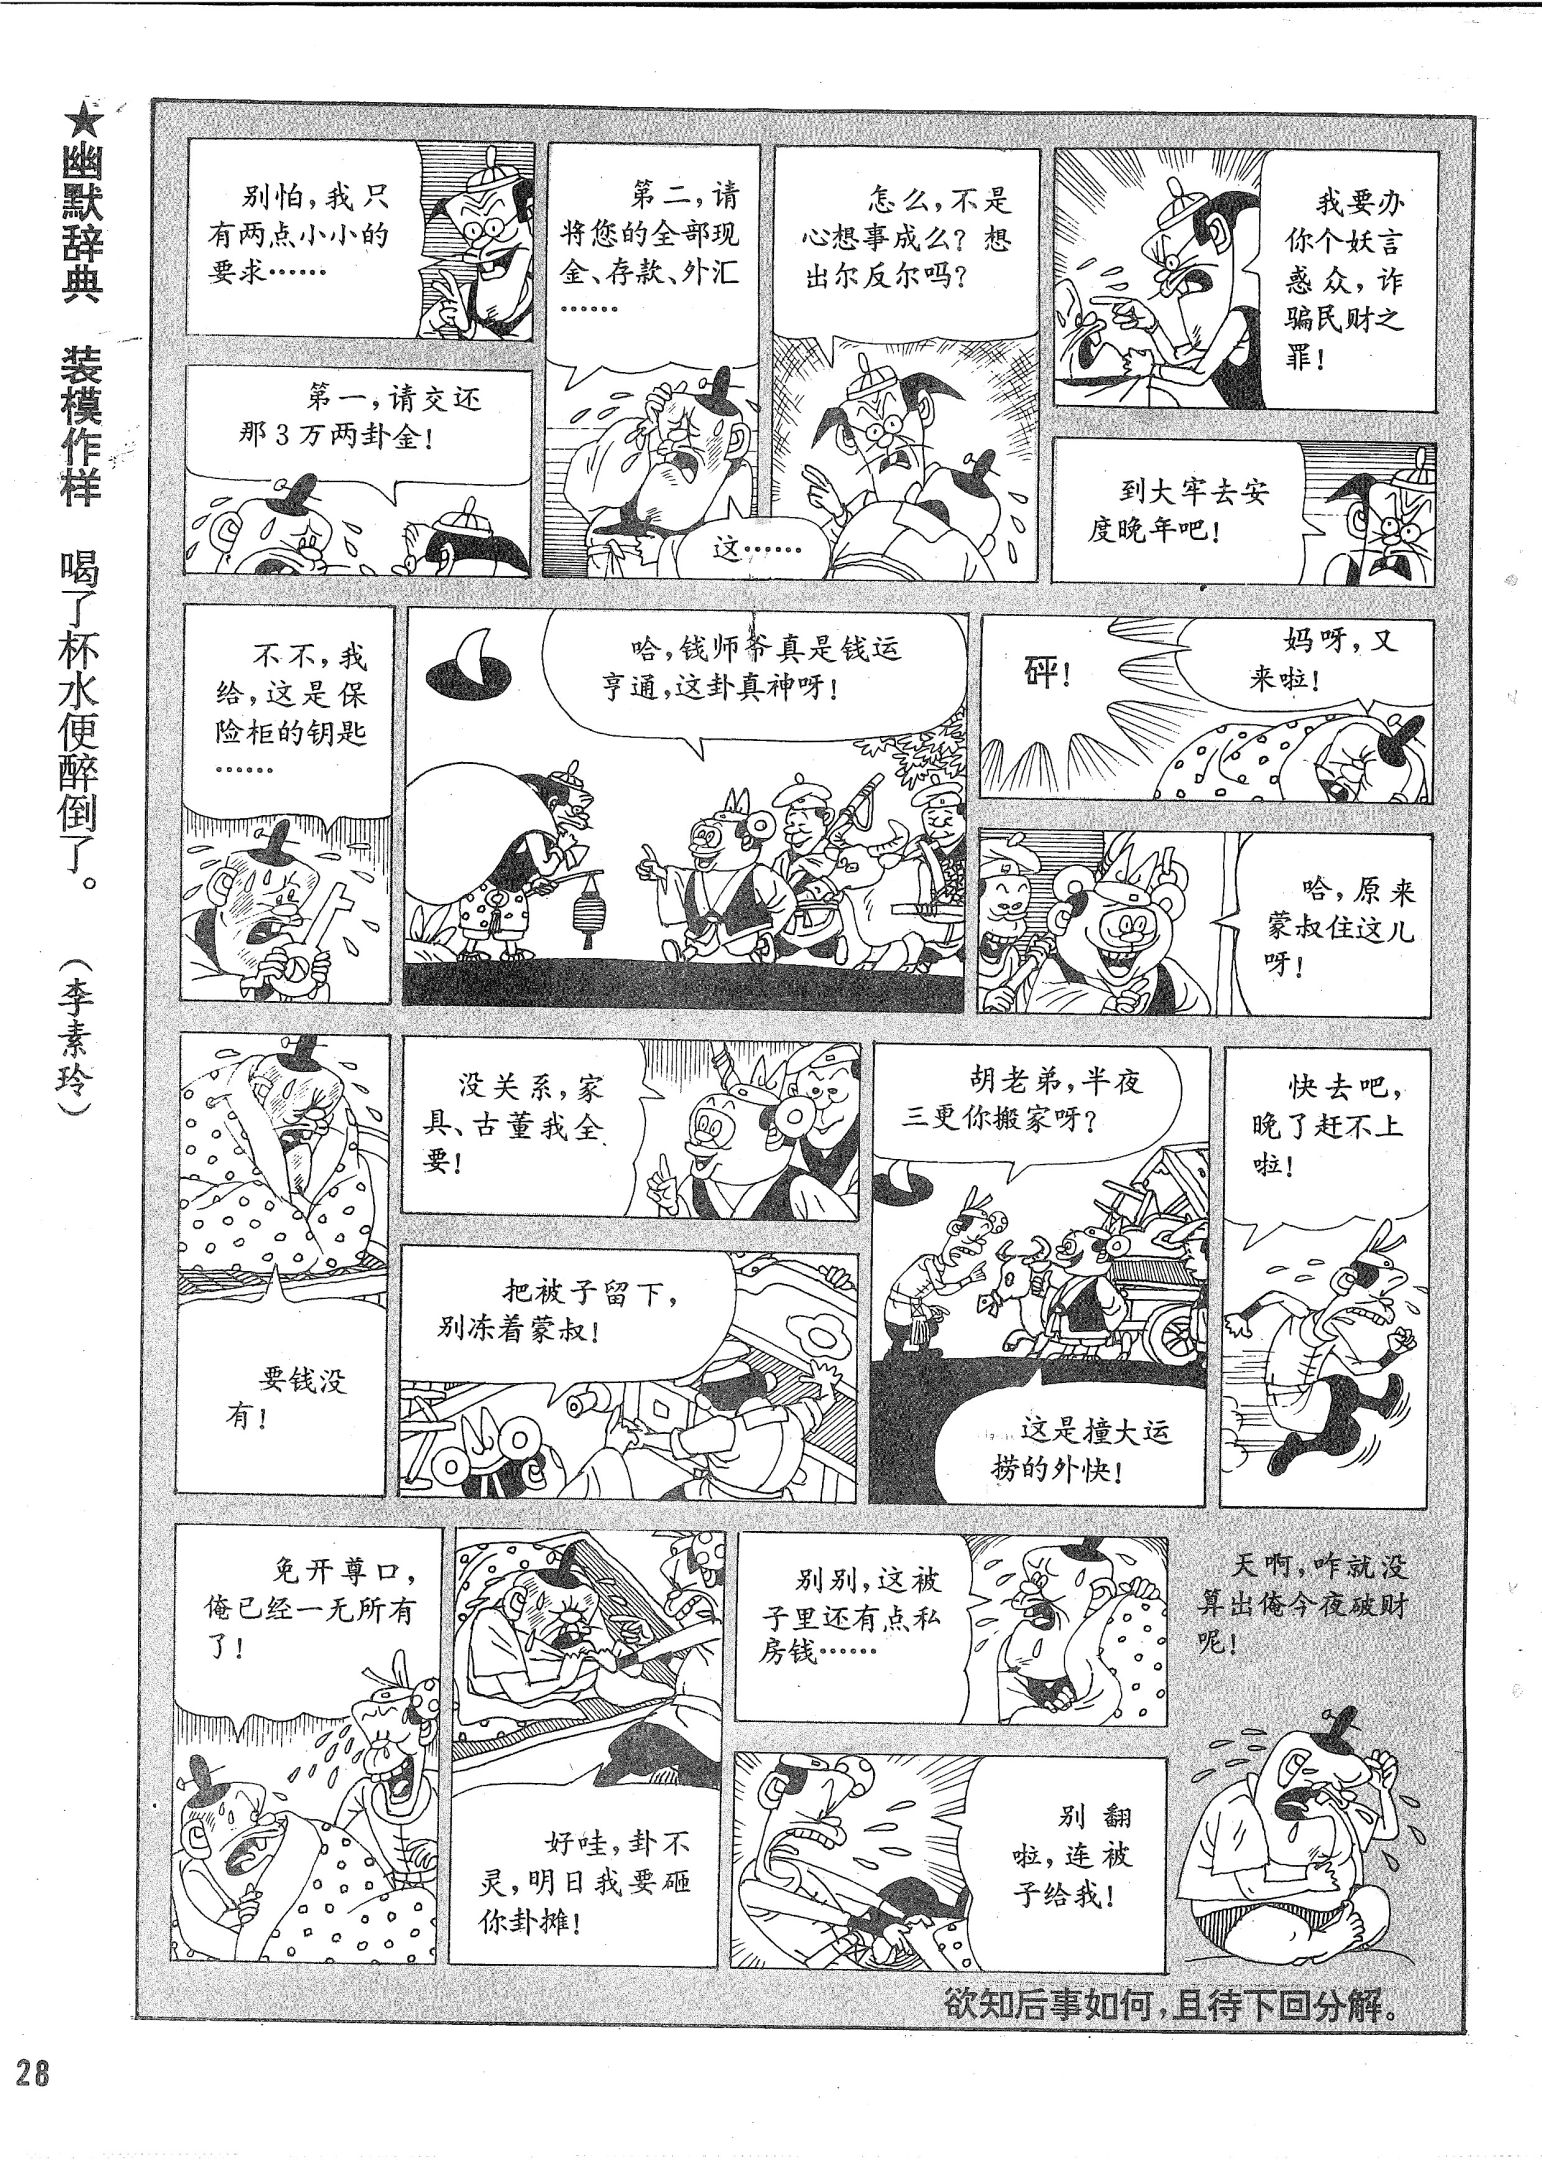 ★幽默辞典 装模作样 喝了杯水便醉倒了。 (李素玲)
别怕,我只
有两点小小的
要求……
第一,请交还
那3万两卦金!
第二,请
将您的全部现
金、存款、外汇
……
这……
怎么,不是
心想事成么?想
出尔反尔吗?
我要办
你个妖言
惑众,诈
骗民财之
罪!
到大牢去安
度晚年吧!
不不,我
给,这是保
险柜的钥匙
……
哈,钱师爷真是钱运
亨通,这卦真神呀!
砰!
妈呀,又
来啦!
哈,原来
蒙叔住这儿
呀!
要钱没
有!
没关系,家
具、古董我全
要!
把被子留下,
别冻着蒙叔!
胡老弟,半夜
三更你搬家呀?
这是撞大运
捞的外快!
快去吧,
晚了赶不上
啦!
免开尊口,
俺已经一无所有
了!
好哇,卦不
灵,明日我要砸
你卦摊!
别别,这被
子里还有点私
房钱……
别翻
啦,连被
子给我!
天啊,咋就没
算出俺今夜破财
呢!
欲知后事如何,且待下回分解。
28